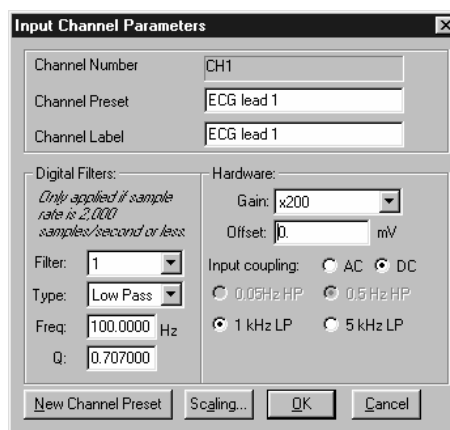 Input Channel Parameters
Channel Number CH1
Channel Preset ECG lead 1
Channel Label ECG lead 1
Digital Filters:
Only applied if sample
rate is 2,000
samples/second or less
Filter: 1
Type: Low Pass
Freq: 100.0000 Hz
Q: 0.707000
Hardware:
Gain: x200
Offset: 0. mV
Input coupling: AC DC
0.05Hz HP 0.5 Hz HP
1 kHz LP 5 kHz LP
New Channel Preset Scaling... OK Cancel